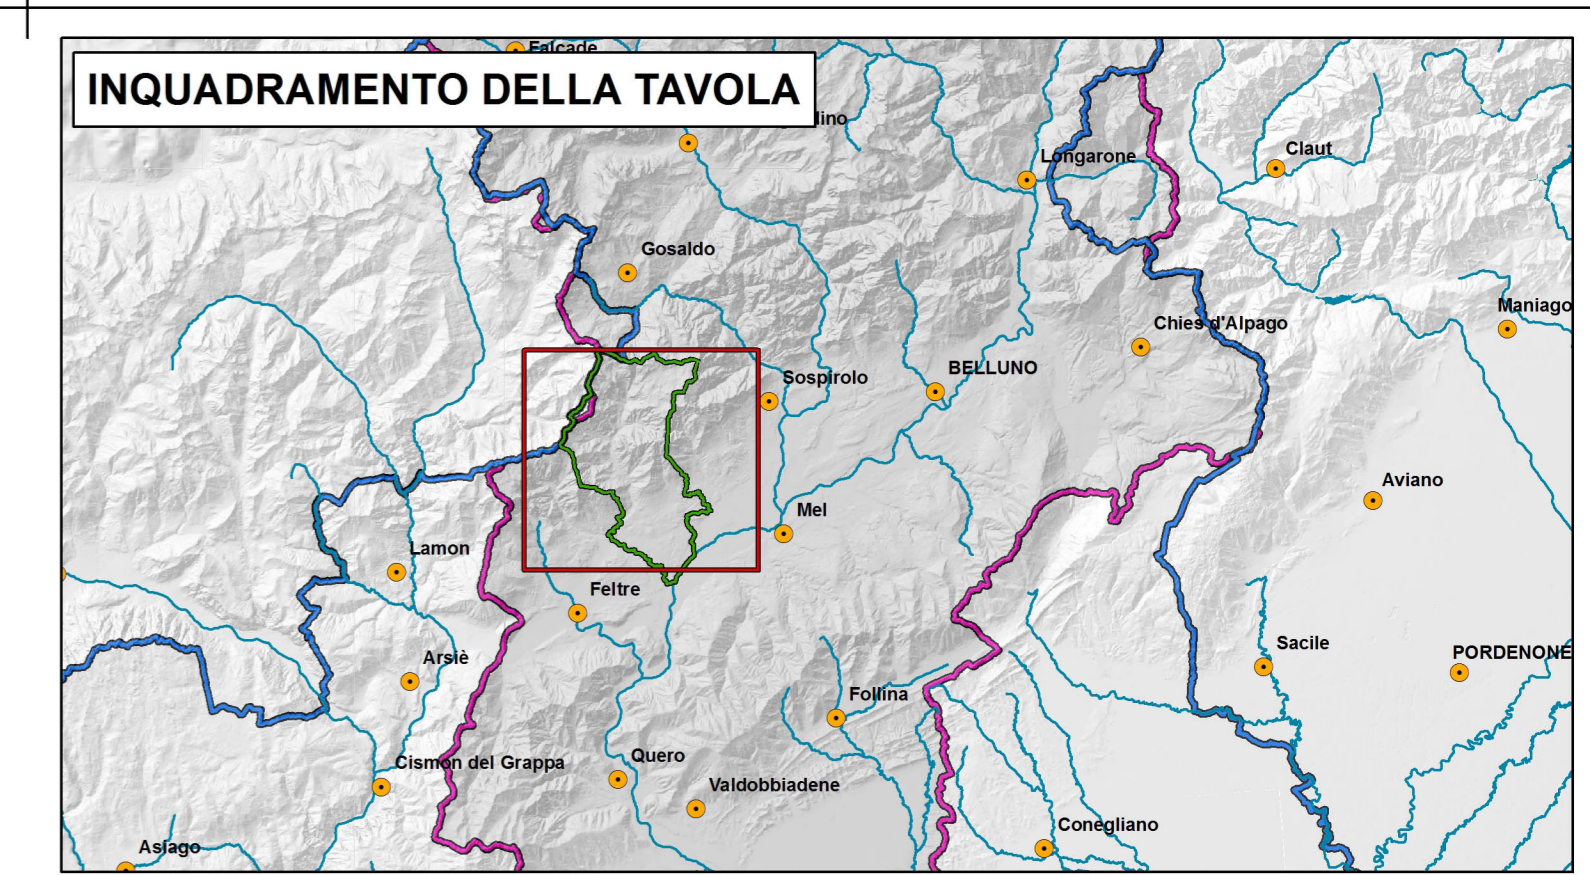 Falcade
INQUADRAMENTO DELLA TAVOLA
lino
Longarone
Claut
Gosaldo
Maniago
Chies d'Alpago
Sospirolo
BELLUNO
Aviano
Mel
Lamon
Feltre
Sacile
PORDENONE
Arsiè
Follina
Quero
Cismon del Grappa
Valdobbiadene
Conegliano
Asiago